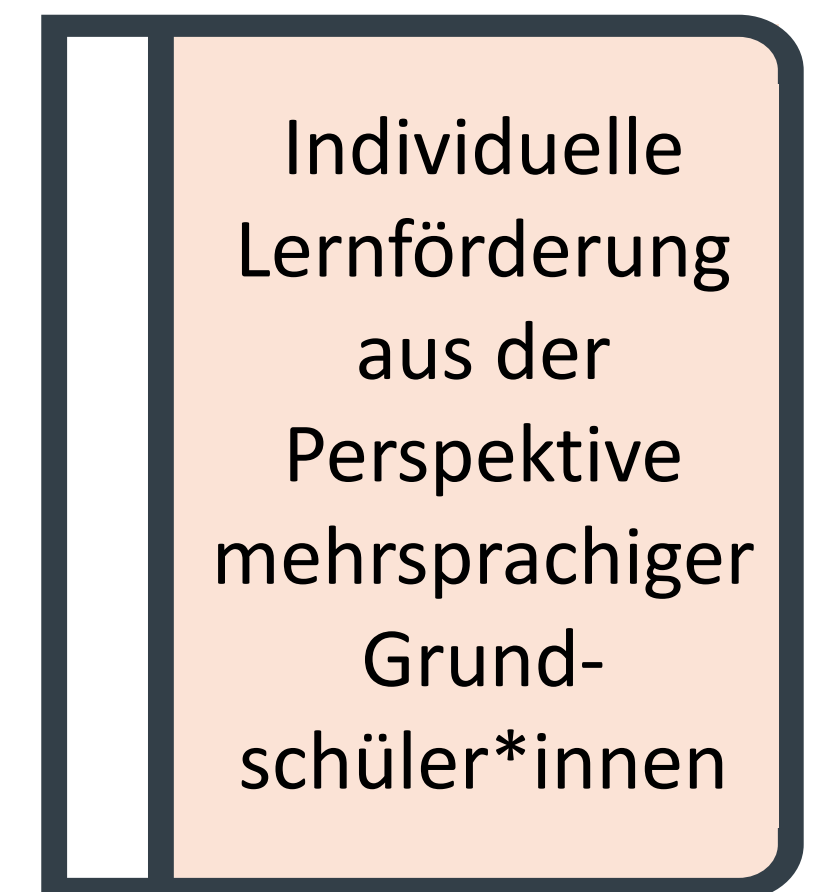 Individuelle
Lernförderung
aus der
Perspektive
mehrsprachiger
Grund-
schüler*innen